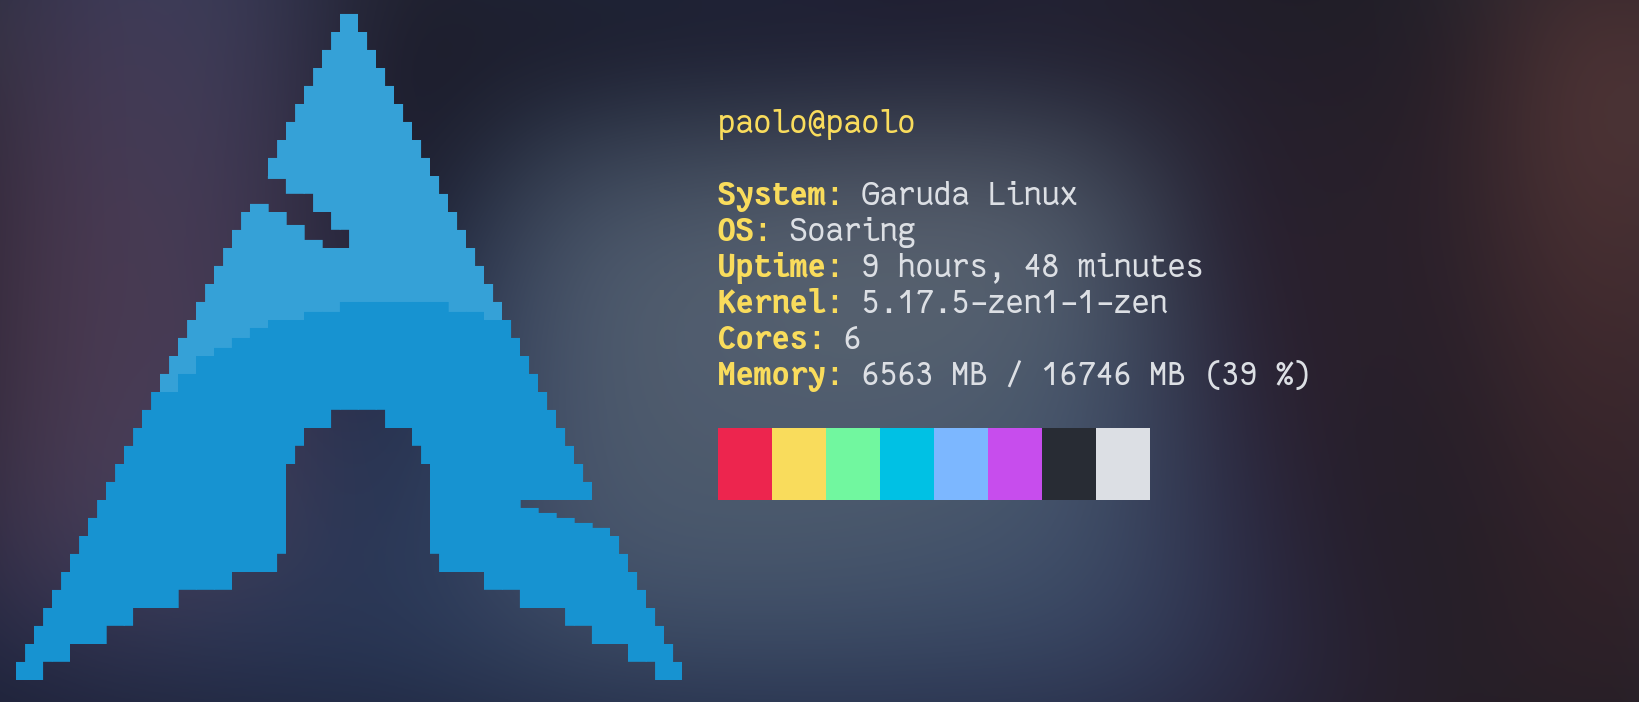 paolo@paolo
System: Garuda Linux
OS: Soaring
Uptime: 9 hours, 48 minutes
Kernel: 5.17.5-zen1-1-zen
Cores: 6
Memory: 6563 MB / 16746 MB (39 %)